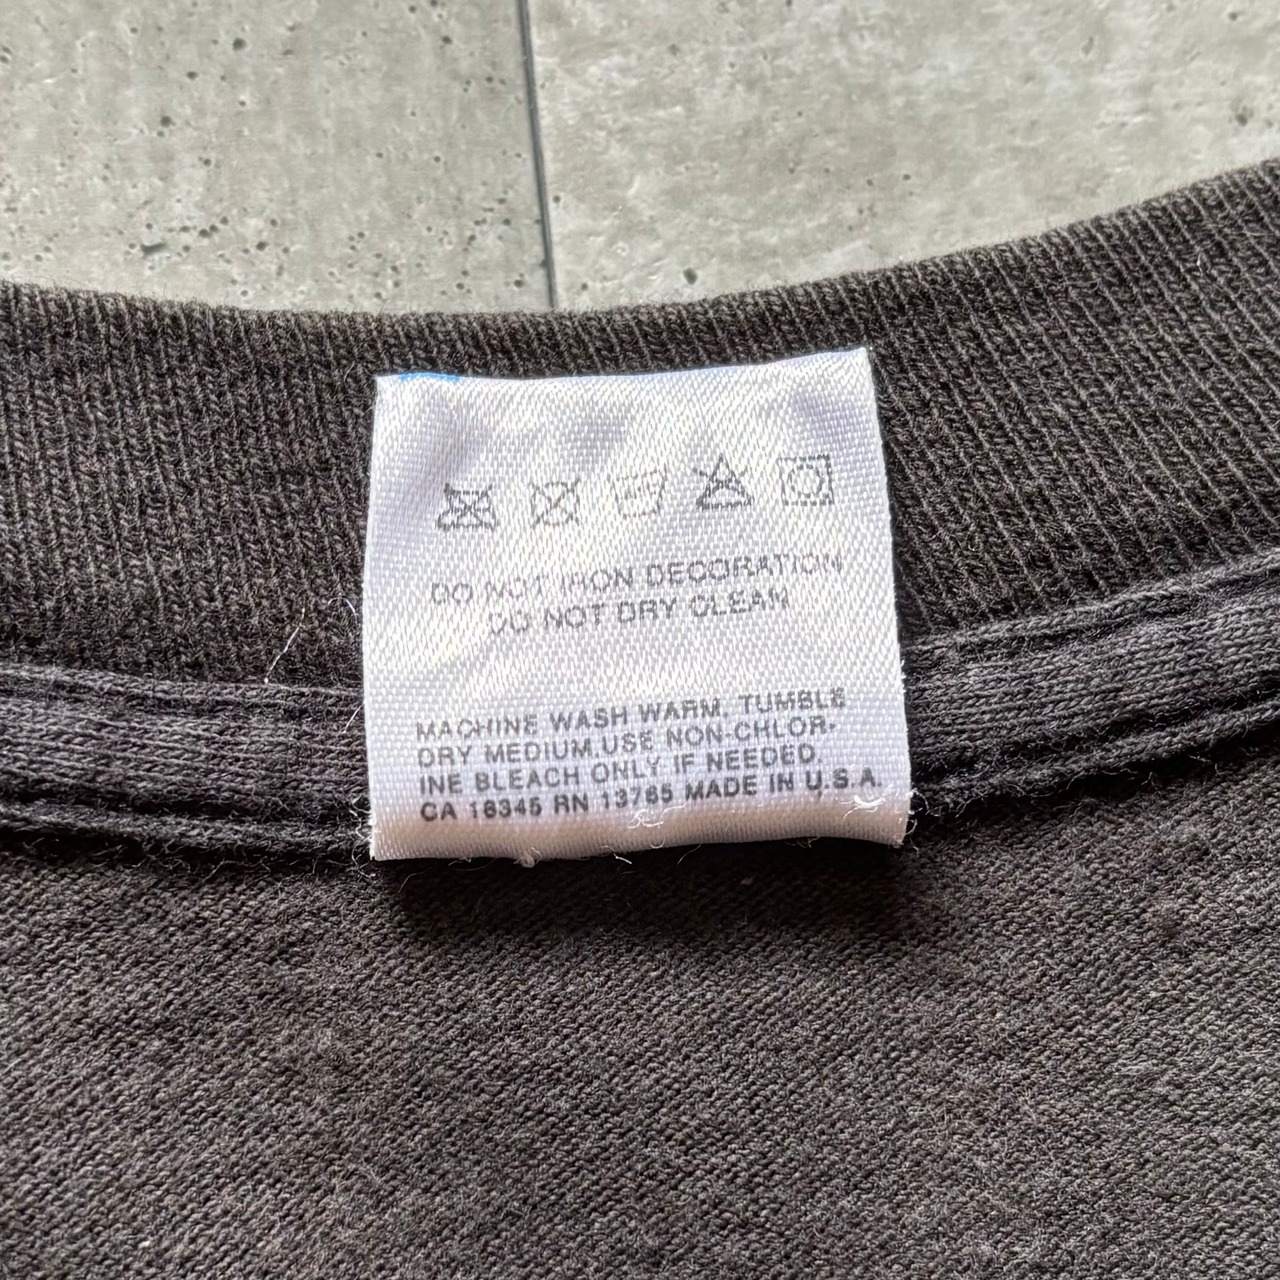 DO NOT IRON DECORATION
DO NOT DRY CLEAN
MACHINE WASH WARM, TUMBLE
DRY MEDIUM.USE NON-CHLOR-
INE BLEACH ONLY, IF NEEDED.
CA 18345 RN 13765 MADE IN U.S.A.